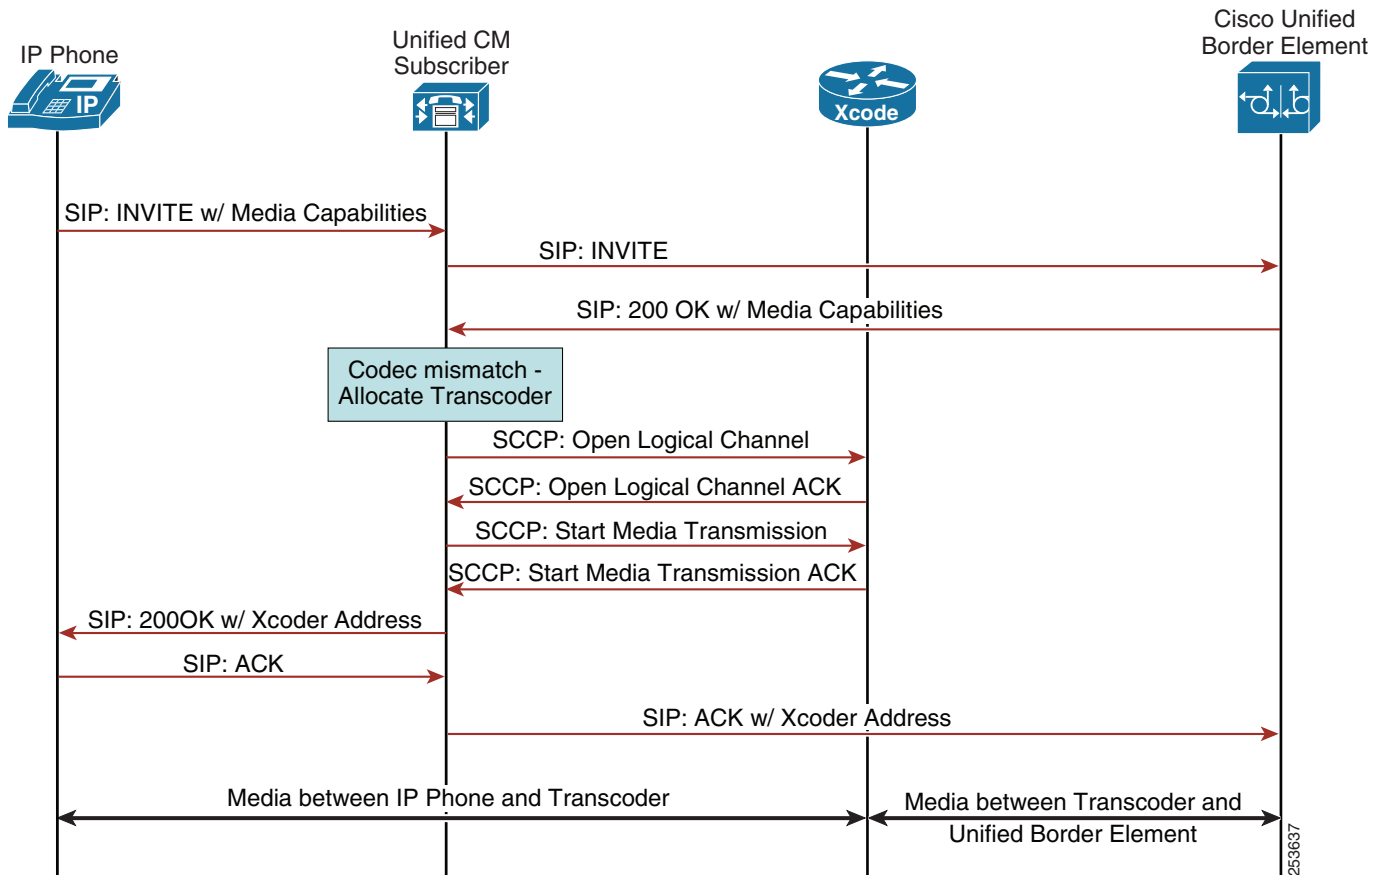 IP Phone
Unified CM
Subscriber
Cisco Unified
Border Element
IP
Xcode
SIP: INVITE w/ Media Capabilities
SIP: INVITE
SIP: 200 OK w/ Media Capabilities
Codec mismatch -
Allocate Transcoder
SCCP: Open Logical Channel
SCCP: Open Logical Channel ACK
SCCP: Start Media Transmission
SCCP: Start Media Transmission ACK
SIP: 200OK w/ Xcoder Address
SIP: ACK
SIP: ACK w/ Xcoder Address
Media between IP Phone and Transcoder
Media between Transcoder and
Unified Border Element
253637